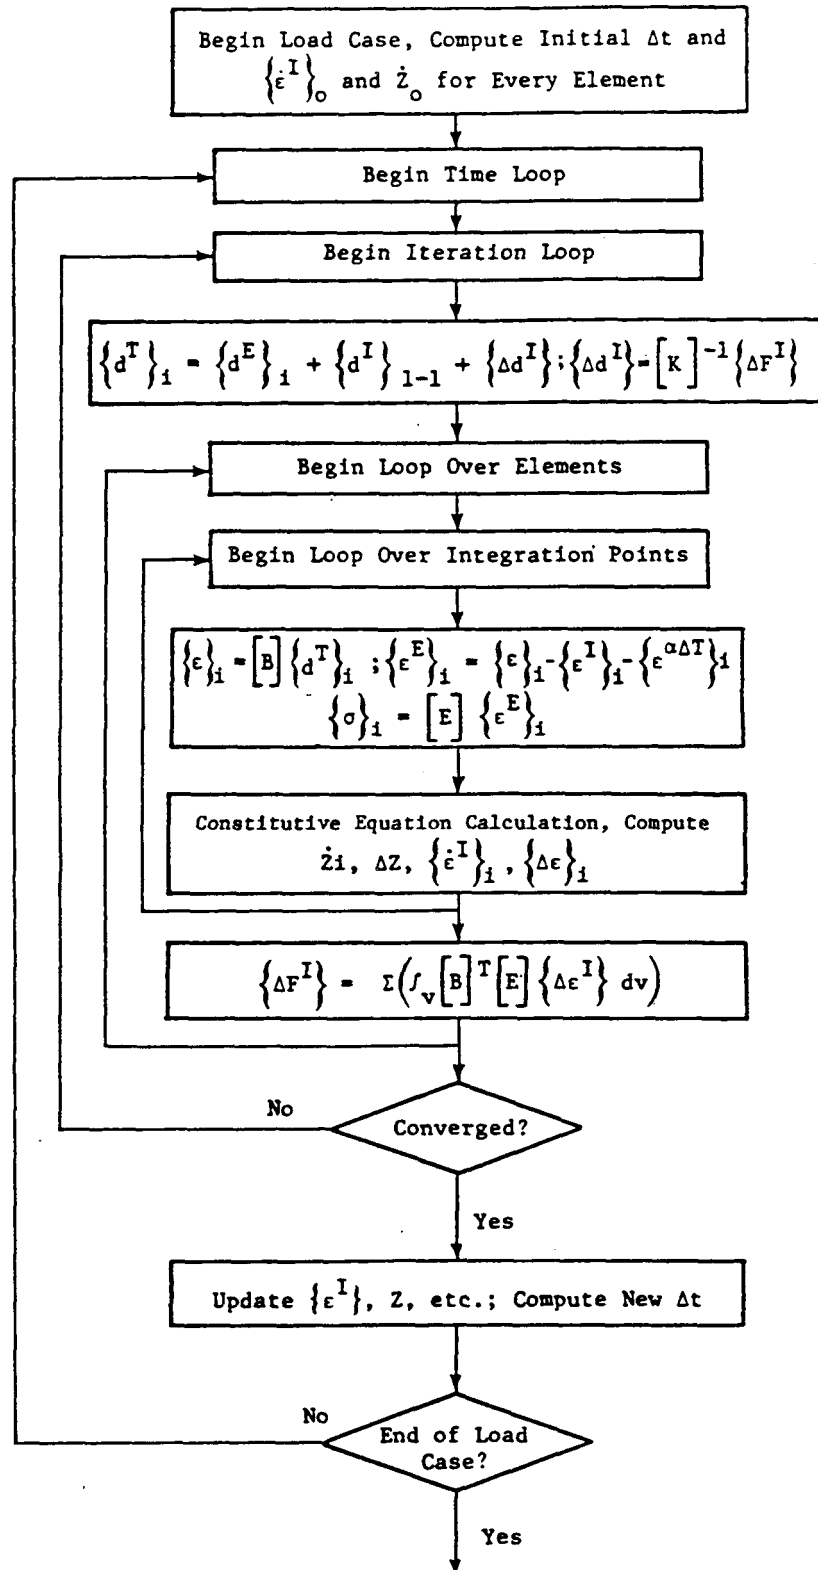 Begin Load Case, Compute Initial Δt and
{ε̇^I}_o and Ż_o for Every Element
Begin Time Loop
Begin Iteration Loop
{d^T}_i = {d^E}_i + {d^I}_1-1 + {Δd^I}; {Δd^I} = [K]^-1 {ΔF^I}
Begin Loop Over Elements
Begin Loop Over Integration Points
{ε}_i = [B] {d^T}_i ; {ε^E}_i = {ε}_i - {ε^I}_i - {ε^αΔT}_i
{σ}_i = [E] {ε^E}_i
Constitutive Equation Calculation, Compute
Żi, ΔZ, {ε̇^I}_i, {Δε}_i
{ΔF^I} = Σ(∫_v [B]^T [E] {Δε^I} dv)
No
Converged?
Yes
Update {ε^I}, Z, etc.; Compute New Δt
No
End of Load
Case?
Yes